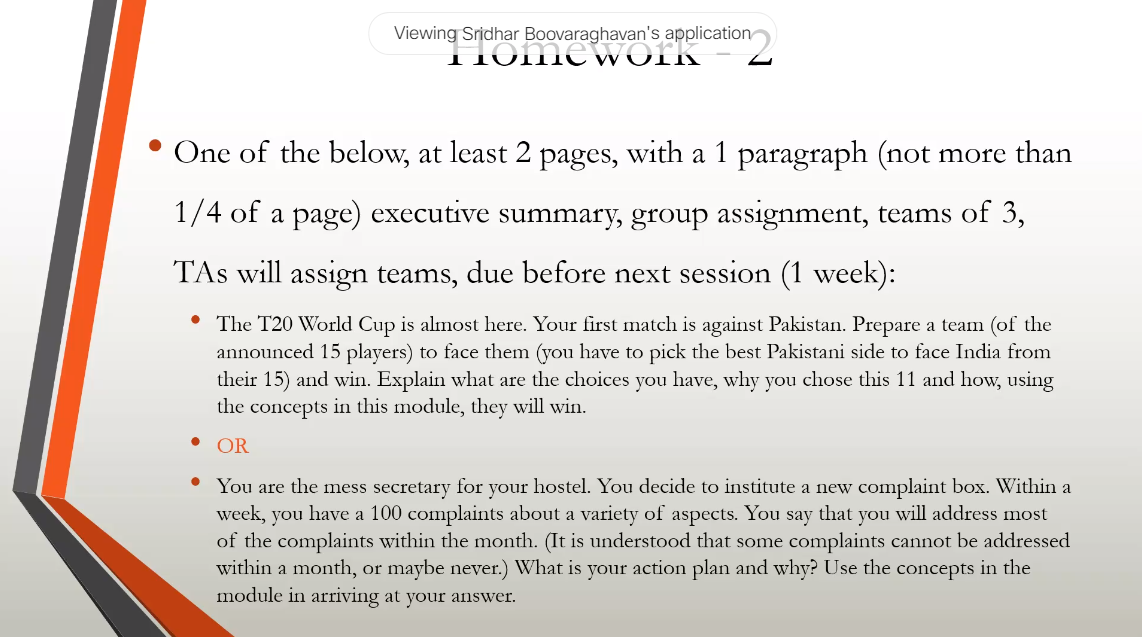 Viewing Sridhar Boovaraghavan's application
Homework - 2
• One of the below, at least 2 pages, with a 1 paragraph (not more than
1/4 of a page) executive summary, group assignment, teams of 3,
TAs will assign teams, due before next session (1 week):
• The T20 World Cup is almost here. Your first match is against Pakistan. Prepare a team (of the
announced 15 players) to face them (you have to pick the best Pakistani side to face India from
their 15) and win. Explain what are the choices you have, why you chose this 11 and how, using
the concepts in this module, they will win.
• OR
• You are the mess secretary for your hostel. You decide to institute a new complaint box. Within a
week, you have a 100 complaints about a variety of aspects. You say that you will address most
of the complaints within the month. (It is understood that some complaints cannot be addressed
within a month, or maybe never.) What is your action plan and why? Use the concepts in the
module in arriving at your answer.